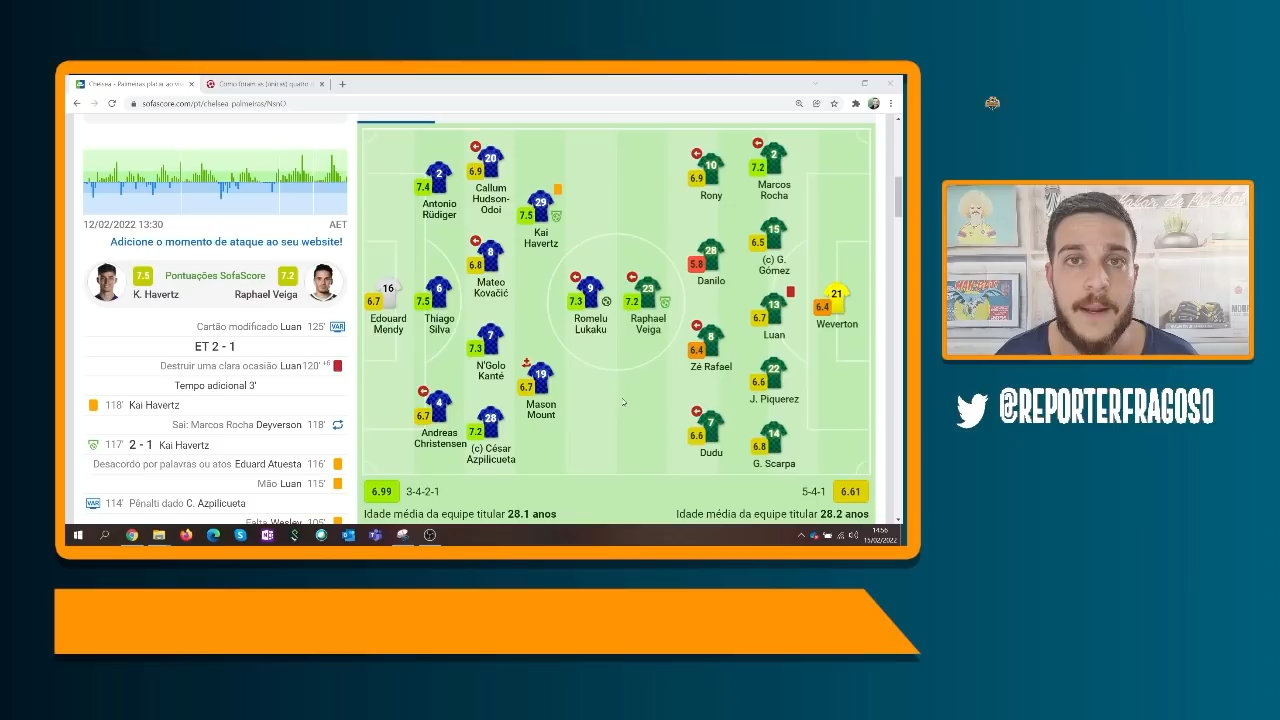 Chelsea - Palmeiras placar ao vi
Como foram as (únicas) quatro d
sofascore.com/pt/chelsea-palmeiras/NsnO
12/02/2022 13:30
AET
Adicione o momento de ataque ao seu website!
7.5
Pontuações SofaScore
7.2
K. Havertz
Raphael Veiga
Cartão modificado Luan 125' VAR
ET 2 - 1
Destruir uma clara ocasião Luan 120' +6
Tempo adicional 3'
118' Kai Havertz
Sai: Marcos Rocha Deyverson 118'
117' 2 - 1 Kai Havertz
Desacordo por palavras ou atos Eduard Atuesta 116'
Mão Luan 115'
VAR 114' Pênalti dado C. Azpilicueta
Falta Wesley 105'
16
6.7
Edouard
Mendy
2
7.4
Antonio
Rüdiger
6
7.5
Thiago
Silva
4
6.7
Andreas
Christensen
20
6.9
Callum
Hudson-
Odoi
8
6.8
Mateo
Kovačić
7
7.3
N'Golo
Kanté
28
7.2
(c) César
Azpilicueta
29
7.5
Kai
Havertz
19
6.7
Mason
Mount
9
7.3
Romelu
Lukaku
23
7.2
Raphael
Veiga
10
6.9
Rony
28
5.8
Danilo
8
6.4
Zé Rafael
7
6.6
Dudu
2
7.2
Marcos
Rocha
15
6.5
(c) G.
Gómez
13
6.7
Luan
22
6.6
J. Piquerez
14
6.8
G. Scarpa
21
6.4
Weverton
6.99 3-4-2-1
5-4-1 6.61
Idade média da equipe titular 28.1 anos
Idade média da equipe titular 28.2 anos
14:56
15/02/2022
@REPORTERFRAGOSO